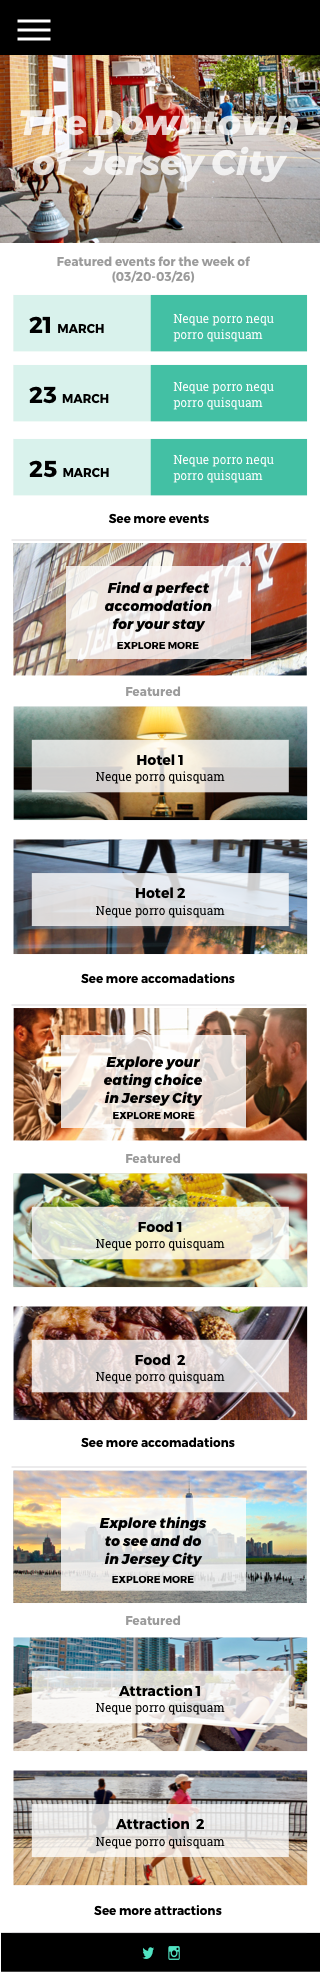 The Downtown
of Jersey City
Featured events for the week of
(03/20-03/26)
21 MARCH
Neque porro nequ
porro quisquam
23 MARCH
Neque porro nequ
porro quisquam
25 MARCH
Neque porro nequ
porro quisquam
See more events
JERSEY CITY
Find a perfect
accomodation
for your stay
EXPLORE MORE
Featured
Hotel 1
Neque porro quisquam
Hotel 2
Neque porro quisquam
See more accomadations
Explore your
eating choice
in Jersey City
EXPLORE MORE
Featured
Food 1
Neque porro quisquam
Food 2
Neque porro quisquam
See more accomadations
Explore things
to see and do
in Jersey City
EXPLORE MORE
Featured
Attraction 1
Neque porro quisquam
Attraction 2
Neque porro quisquam
See more attractions